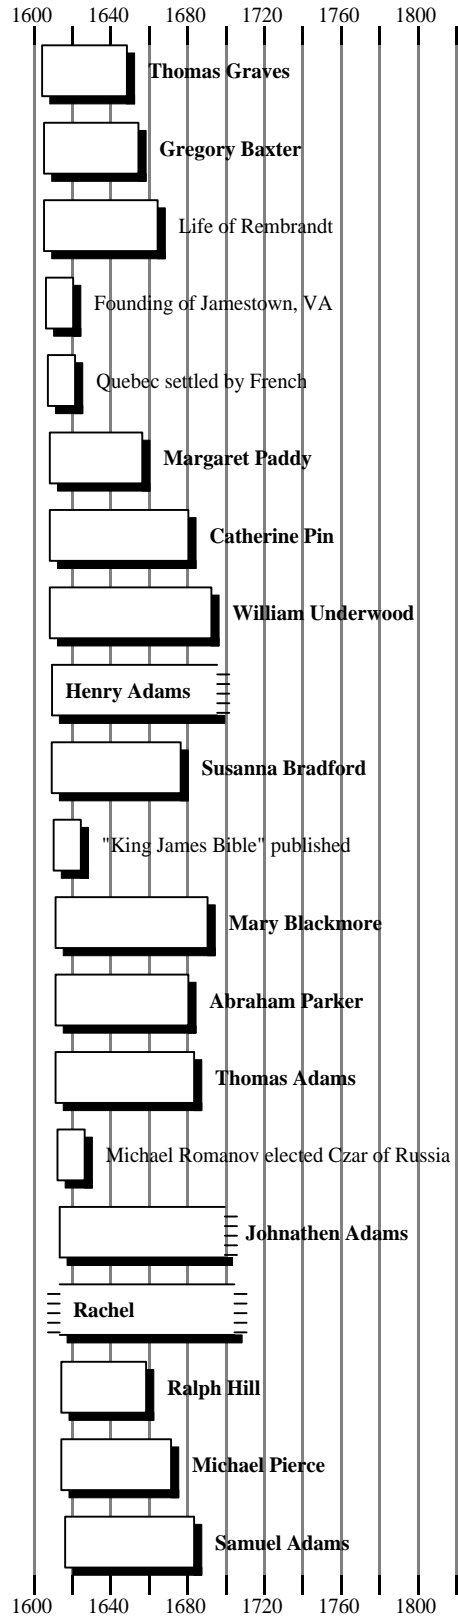 1600 1640 1680 1720 1760 1800
Thomas Graves
Gregory Baxter
Life of Rembrandt
Founding of Jamestown, VA
Quebec settled by French
Margaret Paddy
Catherine Pin
William Underwood
Henry Adams
Susanna Bradford
"King James Bible" published
Mary Blackmore
Abraham Parker
Thomas Adams
Michael Romanov elected Czar of Russia
Johnathen Adams
Rachel
Ralph Hill
Michael Pierce
Samuel Adams
1600 1640 1680 1720 1760 1800